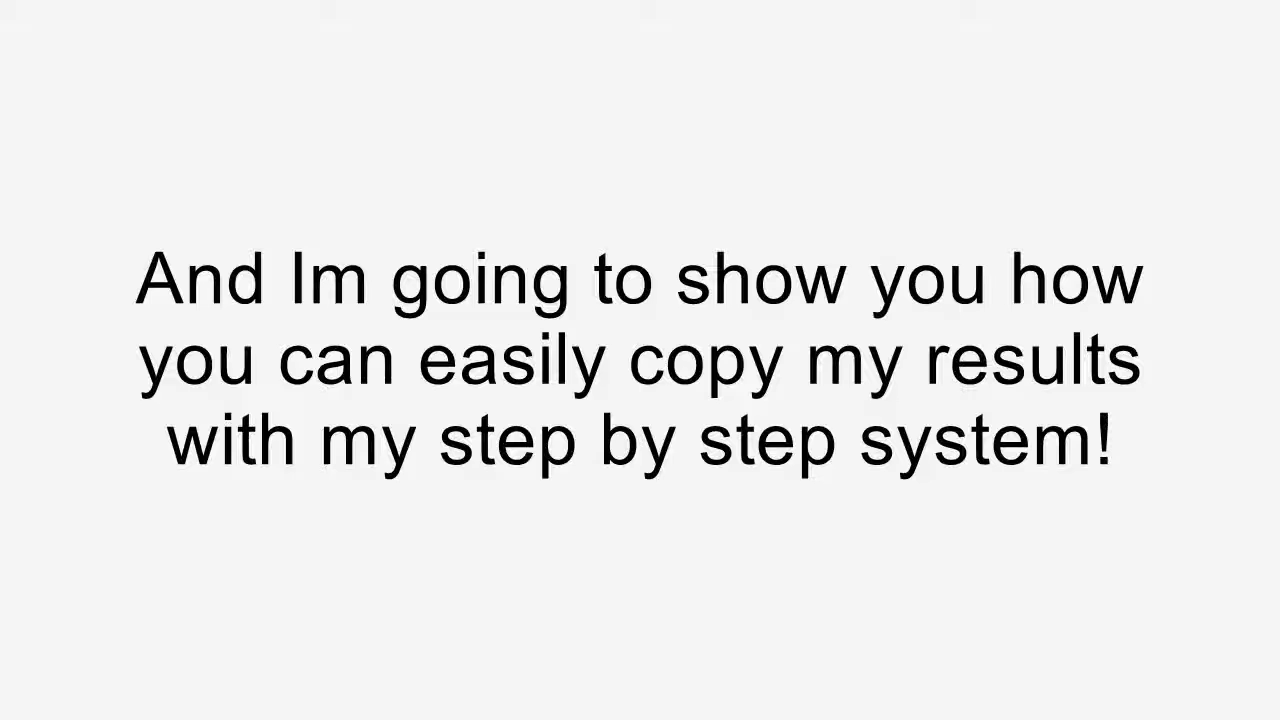 And Im going to show you how
you can easily copy my results
with my step by step system!